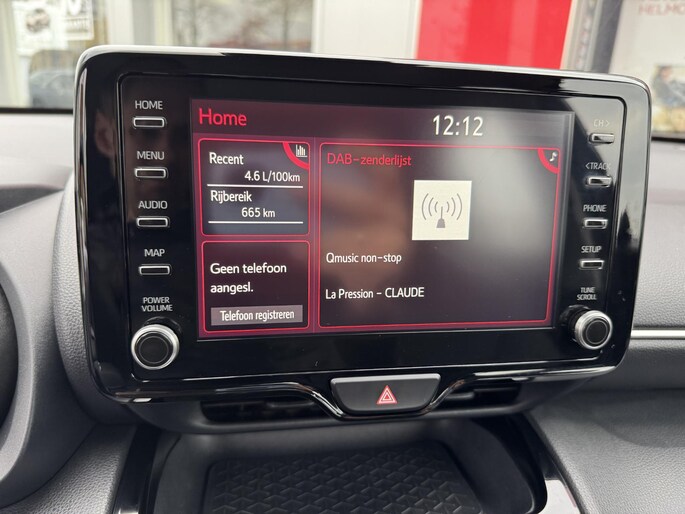 HELMO
HOME
MENU
AUDIO
MAP
POWER
VOLUME
Home
12:12
Recent
4.6 L/100km
Rijbereik
665 km
Geen telefoon
aangesl.
Telefoon registreren
DAB-zenderlijst
Qmusic non-stop
La Pression - CLAUDE
CH>
<TRACK
PHONE
SETUP
TUNE
SCROLL